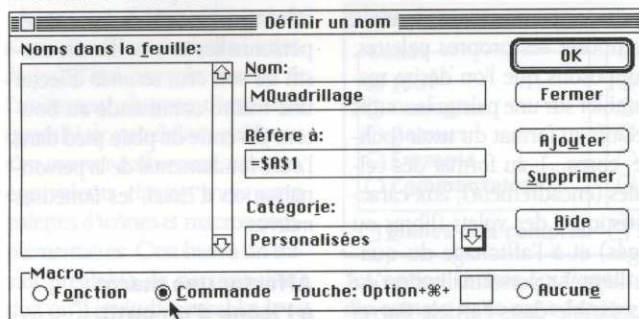 Définir un nom
Noms dans la feuille:
Nom:
MQuadrillage
Réfère à:
=$A$1
Catégorie:
Personalisées
OK
Fermer
Ajouter
Supprimer
Aide
Macro
Fonction
Commande
Touche: Option+⌘+
Aucune